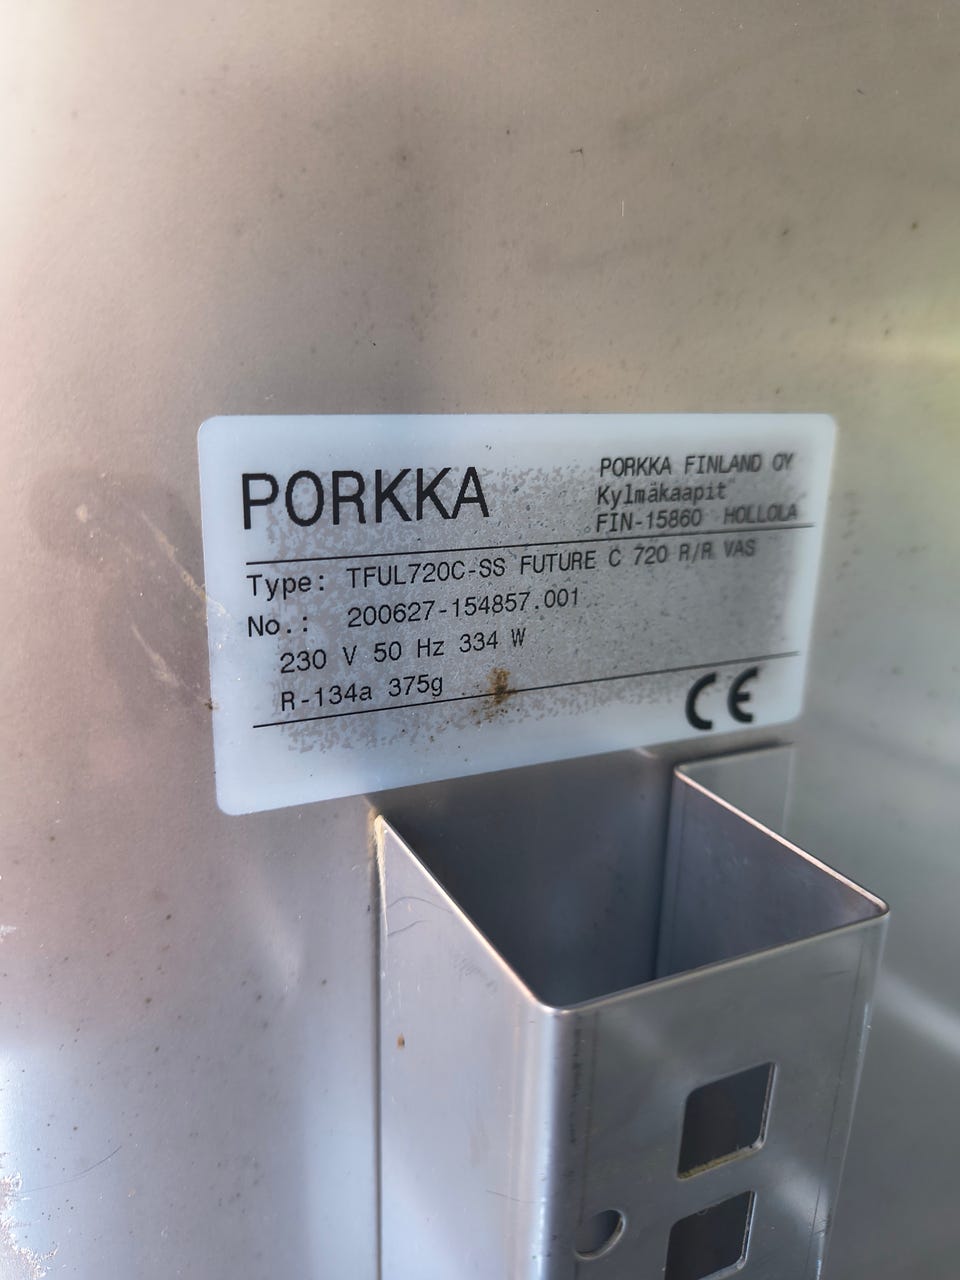 PORKKA
PORKKA FINLAND OY
Kylmäkaapit
FIN-15860 HOLLOLA
Type: TFUL720C-SS FUTURE C 720 R/R VAS
No.: 200627-154857.001
230 V 50 Hz 334 W
R-134a 375g
CE